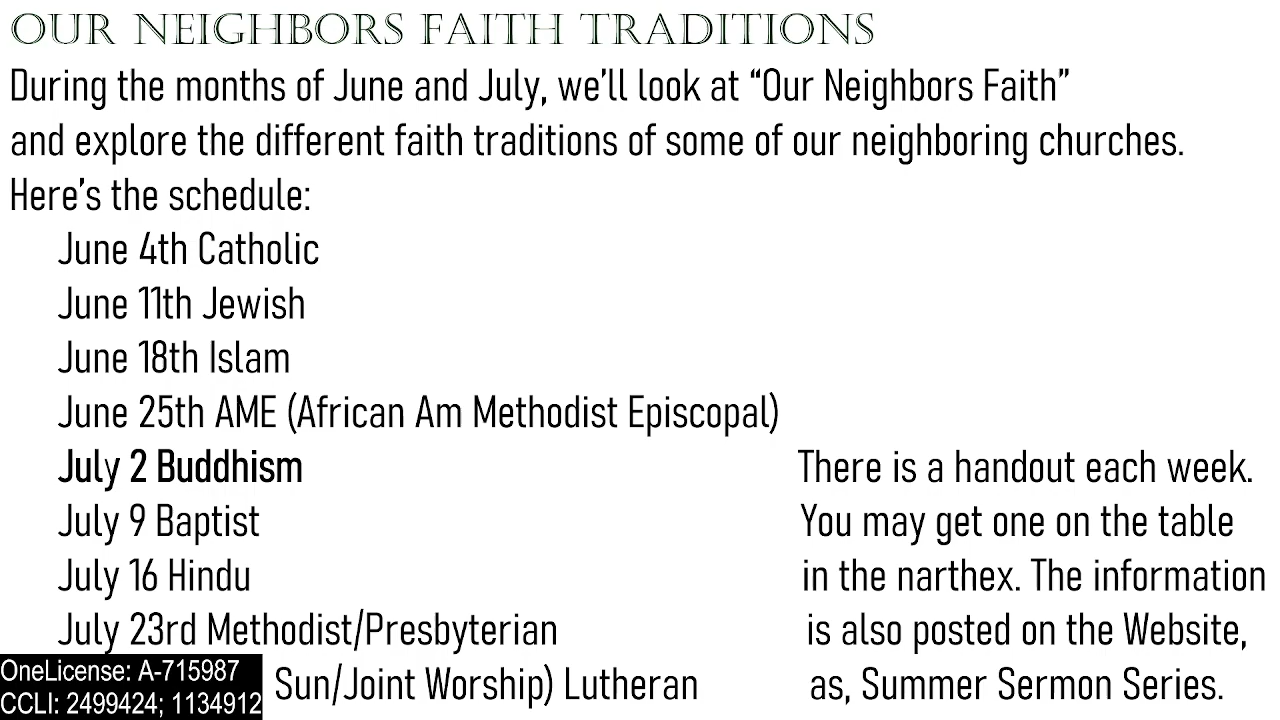 OUR NEIGHBORS FAITH TRADITIONS
During the months of June and July, we'll look at “Our Neighbors Faith”
and explore the different faith traditions of some of our neighboring churches.
Here's the schedule:
June 4th Catholic
June 11th Jewish
June 18th Islam
June 25th AME (African Am Methodist Episcopal)
July 2 Buddhism
July 9 Baptist
July 16 Hindu
July 23rd Methodist/Presbyterian
Sun/Joint Worship) Lutheran
There is a handout each week.
You may get one on the table
in the narthex. The information
is also posted on the Website,
as, Summer Sermon Series.
OneLicense: A-715987
CCLI: 2499424; 1134912